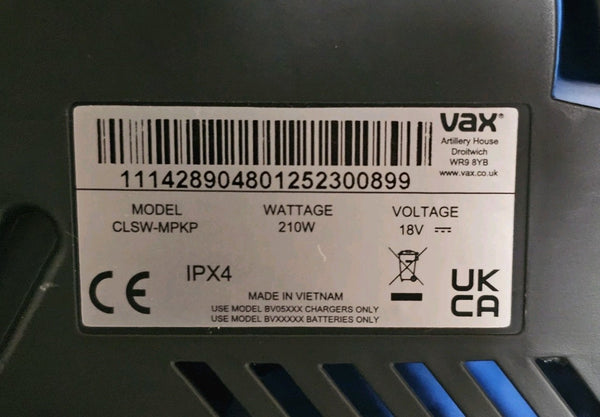 vax®
Artillery House
Droitwich
WR9 8YB
www.vax.co.uk
111428904801252300899
MODEL
CLSW-MPKP
WATTAGE
210W
VOLTAGE
18V
CE
IPX4
MADE IN VIETNAM
USE MODEL BV05XXX CHARGERS ONLY
USE MODEL BVXXXXX BATTERIES ONLY
UK
CA